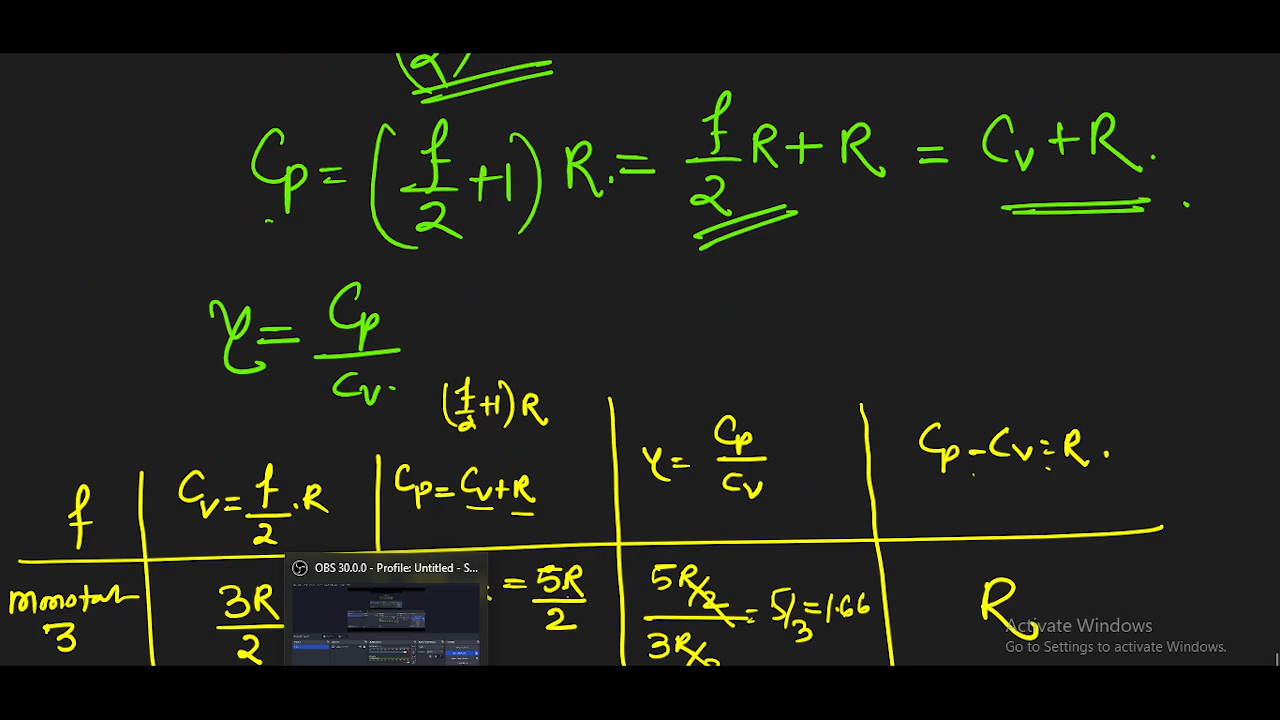 2)
Cp = (f/2 + 1) R. = f/2 R + R = Cv + R.
γ = Cp/Cv.
(f/2 + 1) R
f
Cv = f/2 . R
Cp = Cv + R
γ = Cp/Cv
Cp - Cv = R.
3
3R/2
= 5R/2
5R/2 / 3R/2 = 5/3 = 1.66
R
OBS 30.0.0 - Profile: Untitled - S...
Activate Windows
Go to Settings to activate Windows.